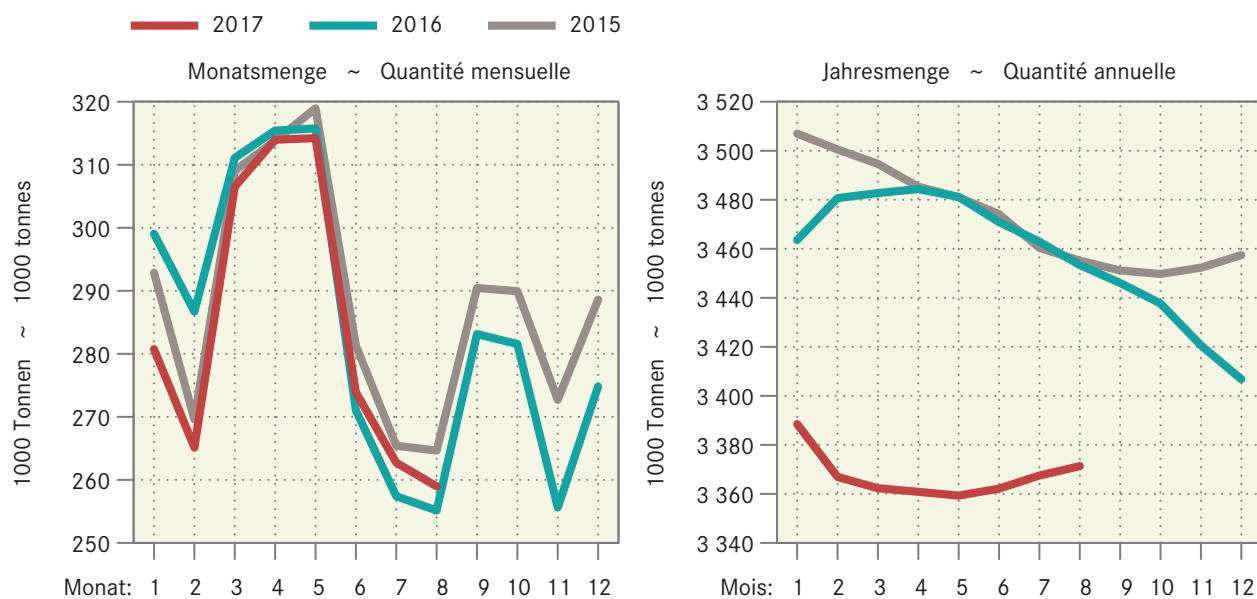 2017 2016 2015
Monatsmenge ~ Quantité mensuelle
1000 Tonnen ~ 1000 tonnes
320
310
300
290
280
270
260
250
Monat: 1 2 3 4 5 6 7 8 9 10 11 12
Jahresmenge ~ Quantité annuelle
1000 Tonnen ~ 1000 tonnes
3 520
3 500
3 480
3 460
3 440
3 420
3 400
3 380
3 360
3 340
Mois: 1 2 3 4 5 6 7 8 9 10 11 12